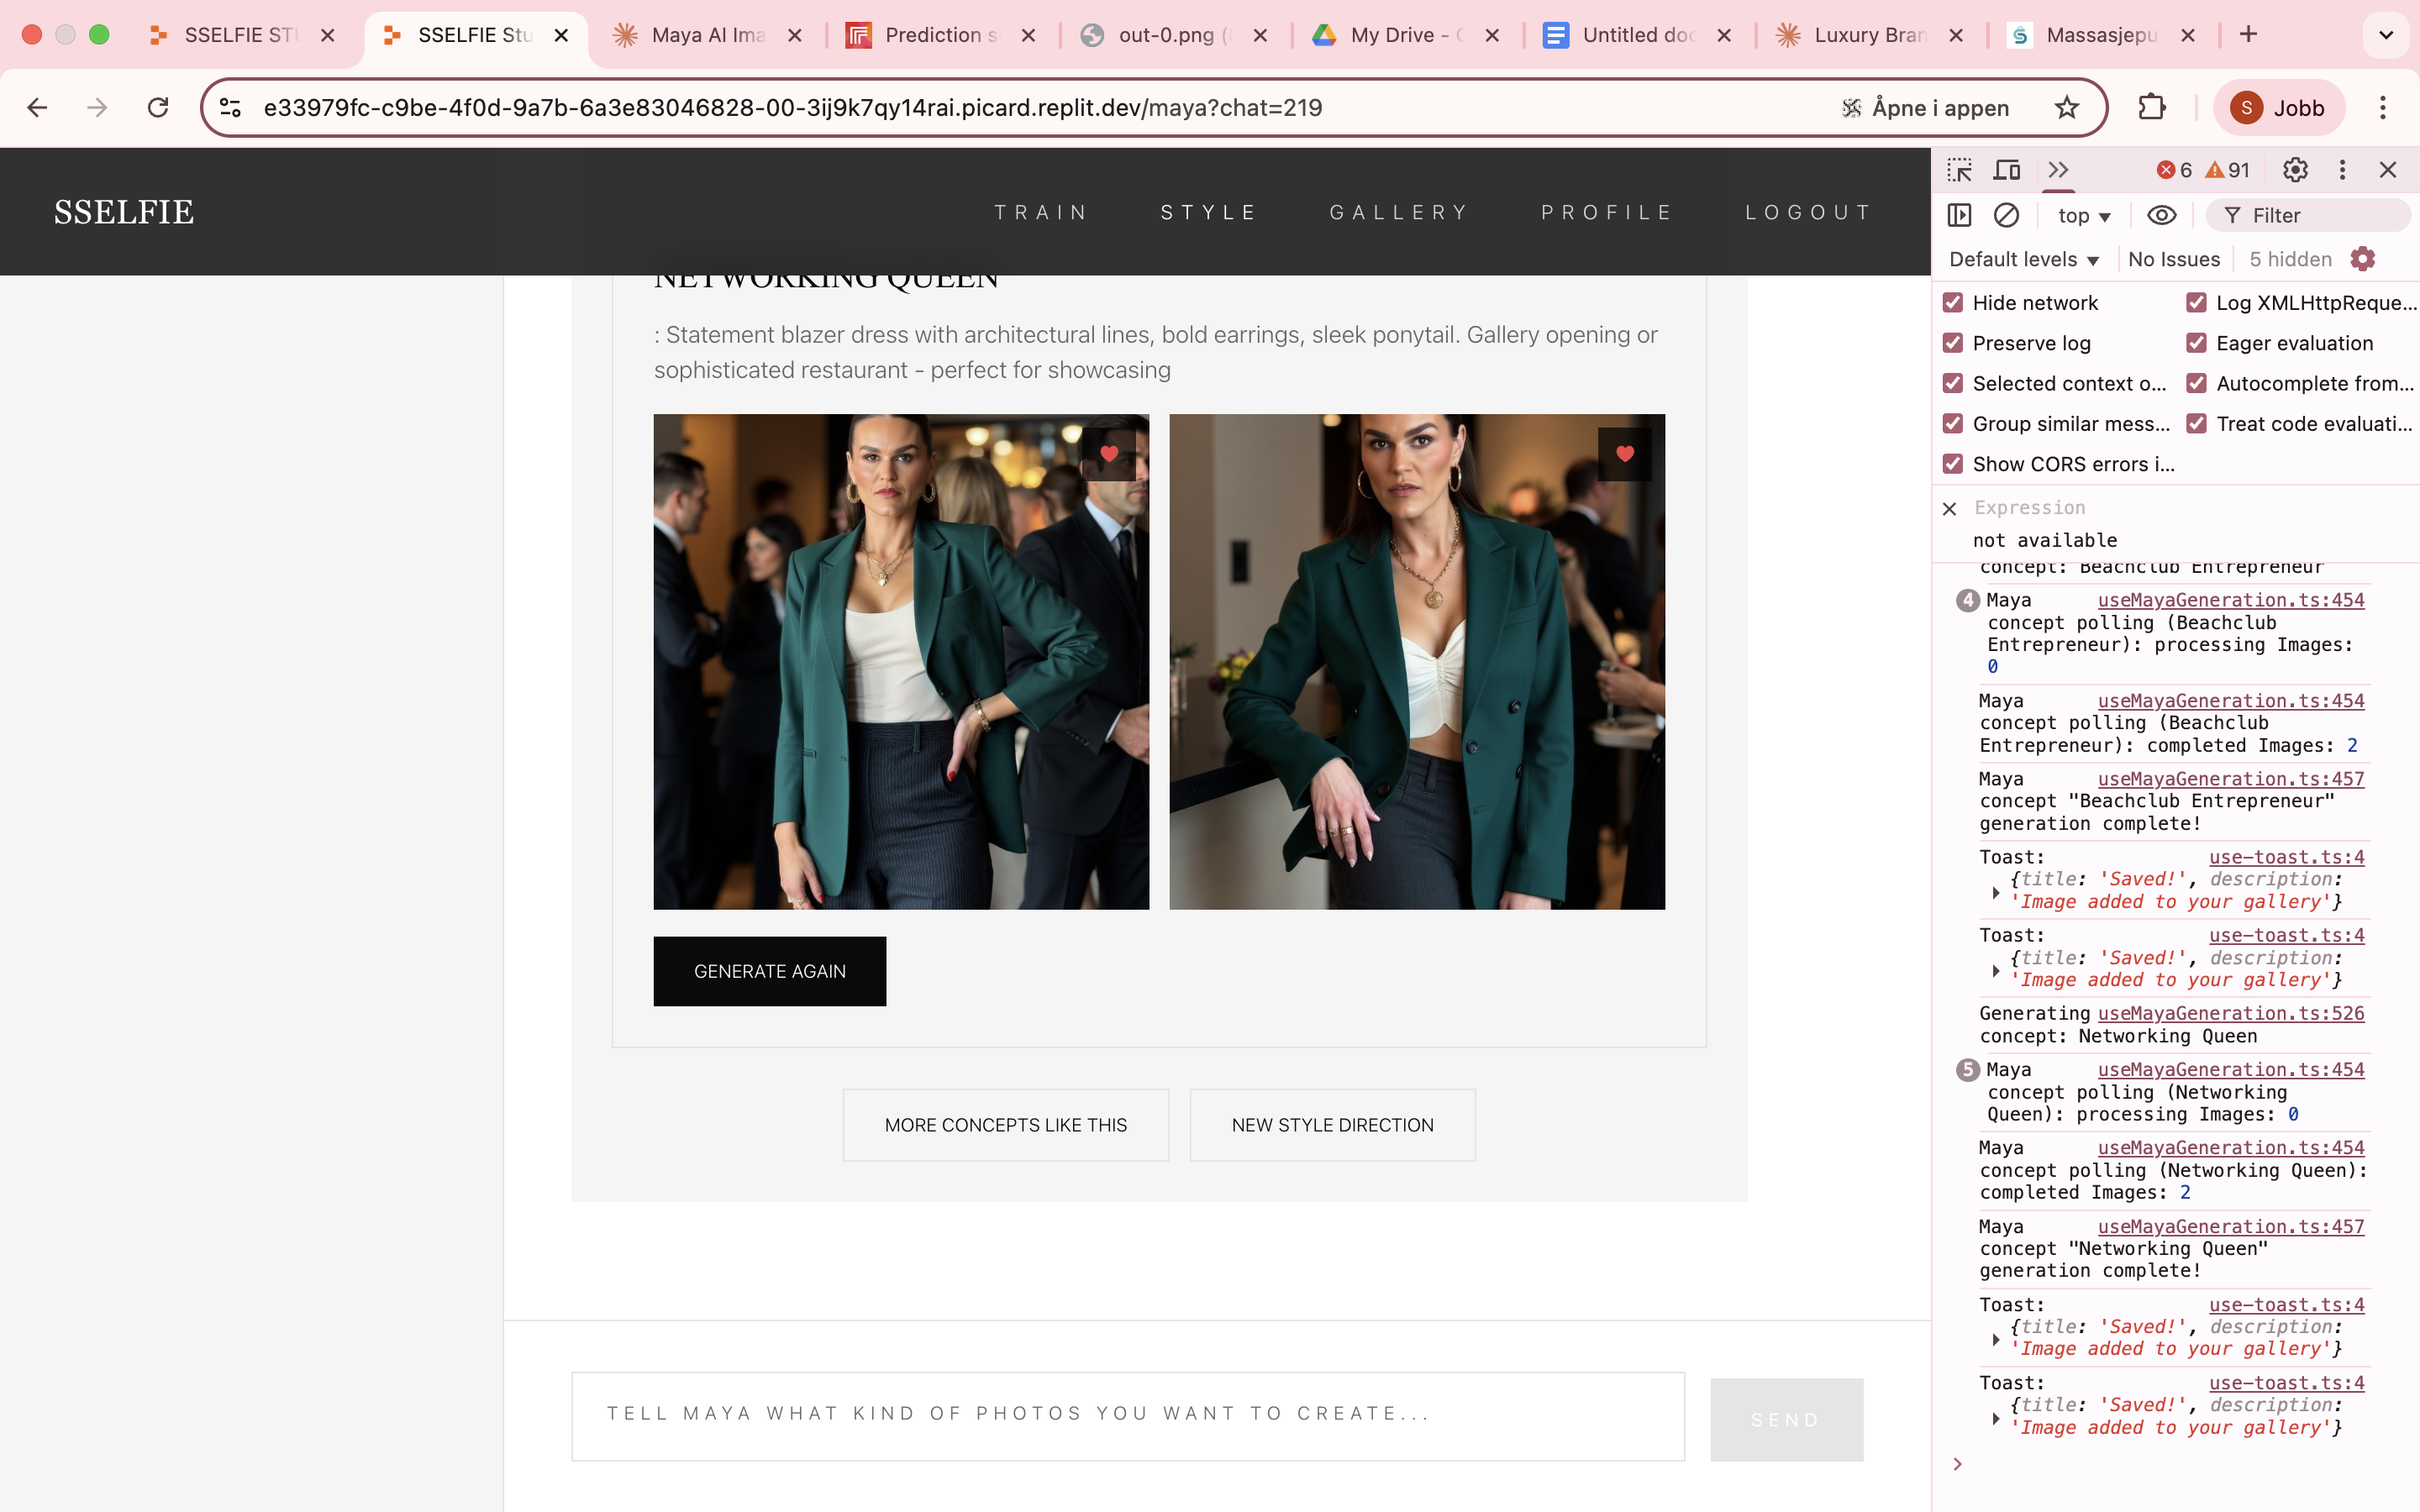 SSELFIE STU
SSELFIE Stu
Maya AI Ima
Prediction s
out-0.png (
My Drive - G
Untitled doc
Luxury Bran
Massasjepu
e33979fc-c9be-4f0d-9a7b-6a3e83046828-00-3ij9k7qy14rai.picard.replit.dev/maya?chat=219
Åpne i appen
S
Jobb
SSELFIE
TRAIN
STYLE
GALLERY
PROFILE
LOGOUT
NETWORKING QUEEN
: Statement blazer dress with architectural lines, bold earrings, sleek ponytail. Gallery opening or
sophisticated restaurant - perfect for showcasing
GENERATE AGAIN
MORE CONCEPTS LIKE THIS
NEW STYLE DIRECTION
TELL MAYA WHAT KIND OF PHOTOS YOU WANT TO CREATE...
SEND
6
91
top
Filter
Default levels
No Issues
5 hidden
Hide network
Log XMLHttpReque...
Preserve log
Eager evaluation
Selected context o...
Autocomplete from...
Group similar mess...
Treat code evaluati...
Show CORS errors i...
Expression
not available
concept: Beachclub Entrepreneur
4 Maya useMayaGeneration.ts:454
concept polling (Beachclub
Entrepreneur): processing Images:
0
Maya useMayaGeneration.ts:454
concept polling (Beachclub
Entrepreneur): completed Images: 2
Maya useMayaGeneration.ts:457
concept "Beachclub Entrepreneur"
generation complete!
Toast: use-toast.ts:4
{title: 'Saved!', description:
'Image added to your gallery'}
Toast: use-toast.ts:4
{title: 'Saved!', description:
'Image added to your gallery'}
Generating useMayaGeneration.ts:526
concept: Networking Queen
5 Maya useMayaGeneration.ts:454
concept polling (Networking
Queen): processing Images: 0
Maya useMayaGeneration.ts:454
concept polling (Networking Queen):
completed Images: 2
Maya useMayaGeneration.ts:457
concept "Networking Queen"
generation complete!
Toast: use-toast.ts:4
{title: 'Saved!', description:
'Image added to your gallery'}
Toast: use-toast.ts:4
{title: 'Saved!', description:
'Image added to your gallery'}